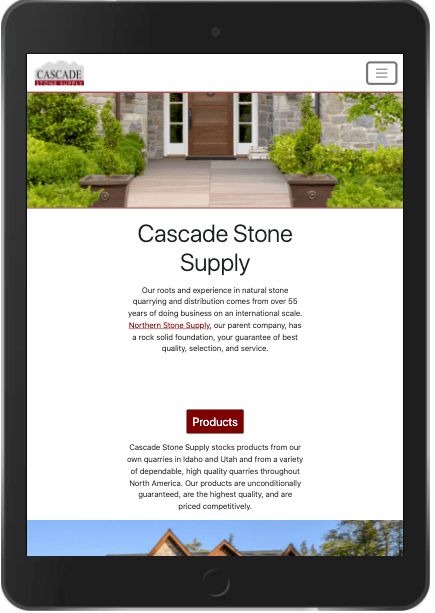 CASCADE
STONE SUPPLY
Cascade Stone
Supply
Our roots and experience in natural stone
quarrying and distribution comes from over 55
years of doing business on an international scale.
Northern Stone Supply, our parent company, has
a rock solid foundation, your guarantee of best
quality, selection, and service.
Products
Cascade Stone Supply stocks products from our
own quarries in Idaho and Utah and from a variety
of dependable, high quality quarries throughout
North America. Our products are unconditionally
guaranteed, are the highest quality, and are
priced competitively.